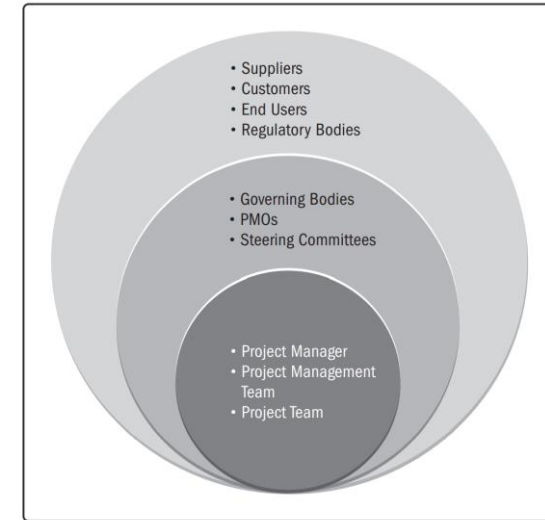 • Suppliers
• Customers
• End Users
• Regulatory Bodies
• Governing Bodies
• PMOs
• Steering Committees
• Project Manager
• Project Management
Team
• Project Team